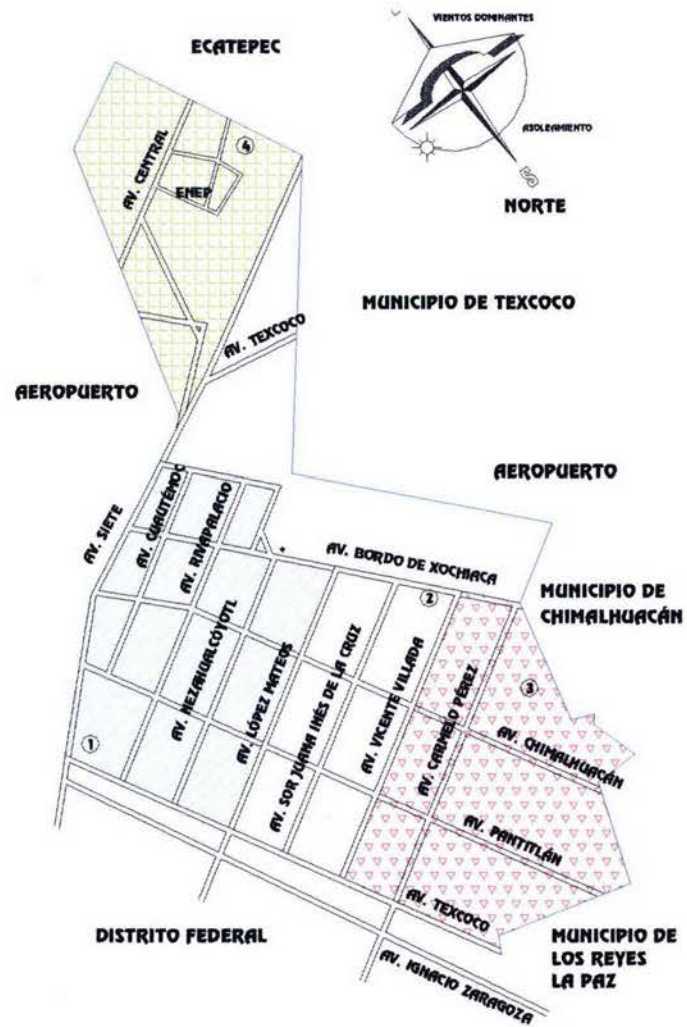 VIENTOS DOMINANTES
ECATEPEC
ASOLEAMIENTO
4
AV. CENTRAL
ENEP
NORTE
MUNICIPIO DE TEXCOCO
AV. TEXCOCO
AEROPUERTO
AEROPUERTO
AV. SIETE
AV. CUAUTÉMOC
AV. RIVAPALACIO
AV. BORDO DE XOCHIACA
MUNICIPIO DE
CHIMALHUACÁN
2
3
AV. NEZAHUALCÓYOTL
AV. LÓPEZ MATEOS
AV. SOR JUANA INÉS DE LA CRUZ
AV. VICENTE VILLADA
AV. CARMELO PÉREZ
AV. CHIMALHUACÁN
1
AV. PANTITLÁN
AV. TEXCOCO
DISTRITO FEDERAL
MUNICIPIO DE
LOS REYES
LA PAZ
AV. IGNACIO ZARAGOZA